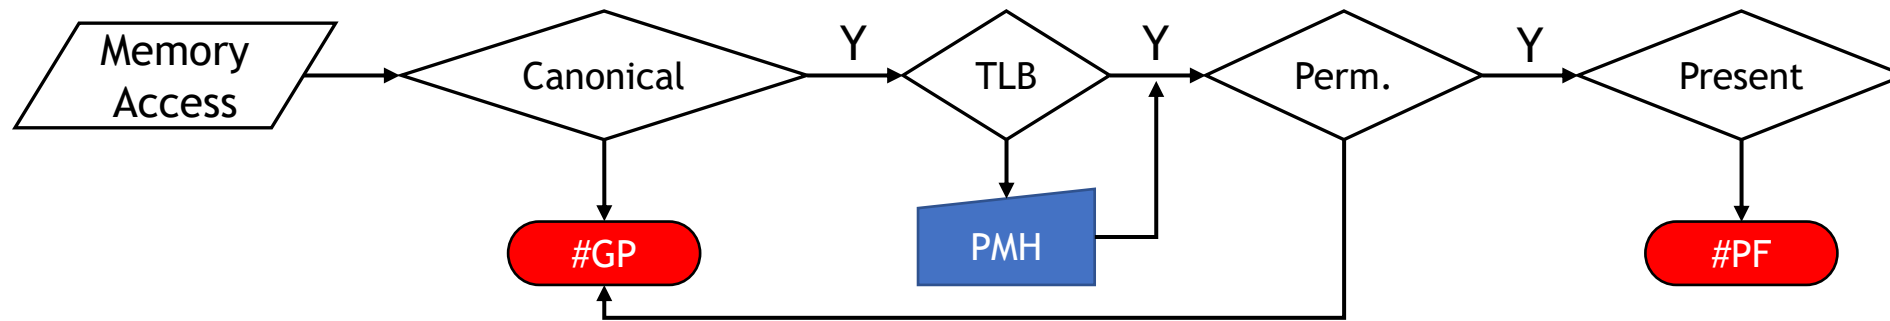 Memory
Access
Canonical
Y
TLB
Y
Perm.
Y
Present
#GP
PMH
#PF